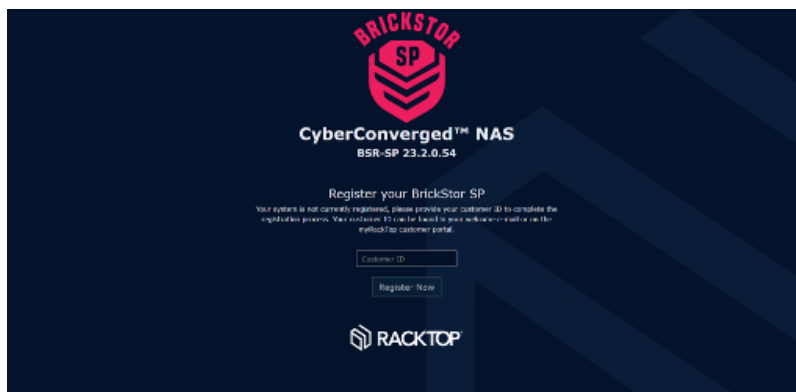 BRICKSTOR
SP
CyberConverged™ NAS
BSR-SP 23.2.0.54
Register your BrickStor SP
Your system is not currently registered, please provide your customer ID to complete the
registration process. Your customer ID can be found in your welcome e-mail or on the
myRackTop customer portal.
Customer ID
Register Now
RACKTOP